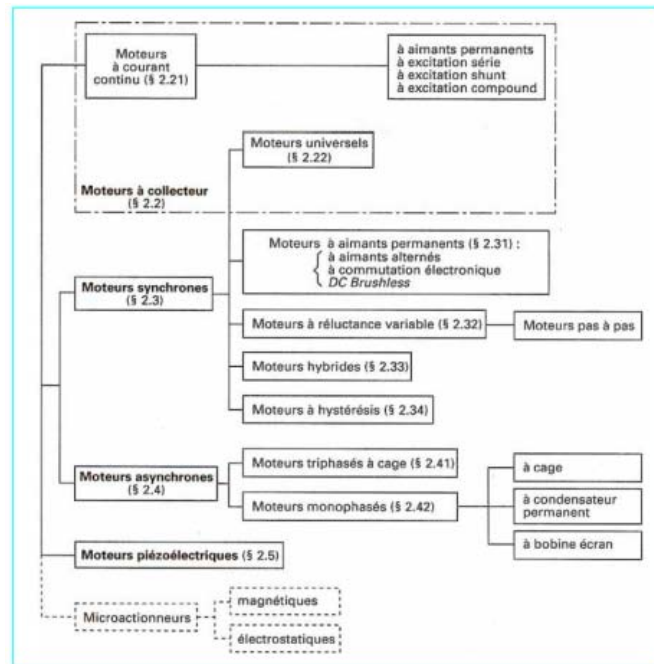 Moteurs
à courant
continu (§ 2.21)
à aimants permanents
à excitation série
à excitation shunt
à excitation compound
Moteurs universels
(§ 2.22)
Moteurs à collecteur
(§ 2.2)
Moteurs à aimants permanents (§ 2.31) :
à aimants alternés
à commutation électronique
DC Brushless
Moteurs synchrones
(§ 2.3)
Moteurs à réluctance variable (§ 2.32)
Moteurs pas à pas
Moteurs hybrides (§ 2.33)
Moteurs à hystérésis (§ 2.34)
Moteurs asynchrones
(§ 2.4)
Moteurs triphasés à cage (§ 2.41)
Moteurs monophasés (§ 2.42)
à cage
à condensateur
permanent
à bobine écran
Moteurs piézoélectriques (§ 2.5)
Microactionneurs
magnétiques
électrostatiques